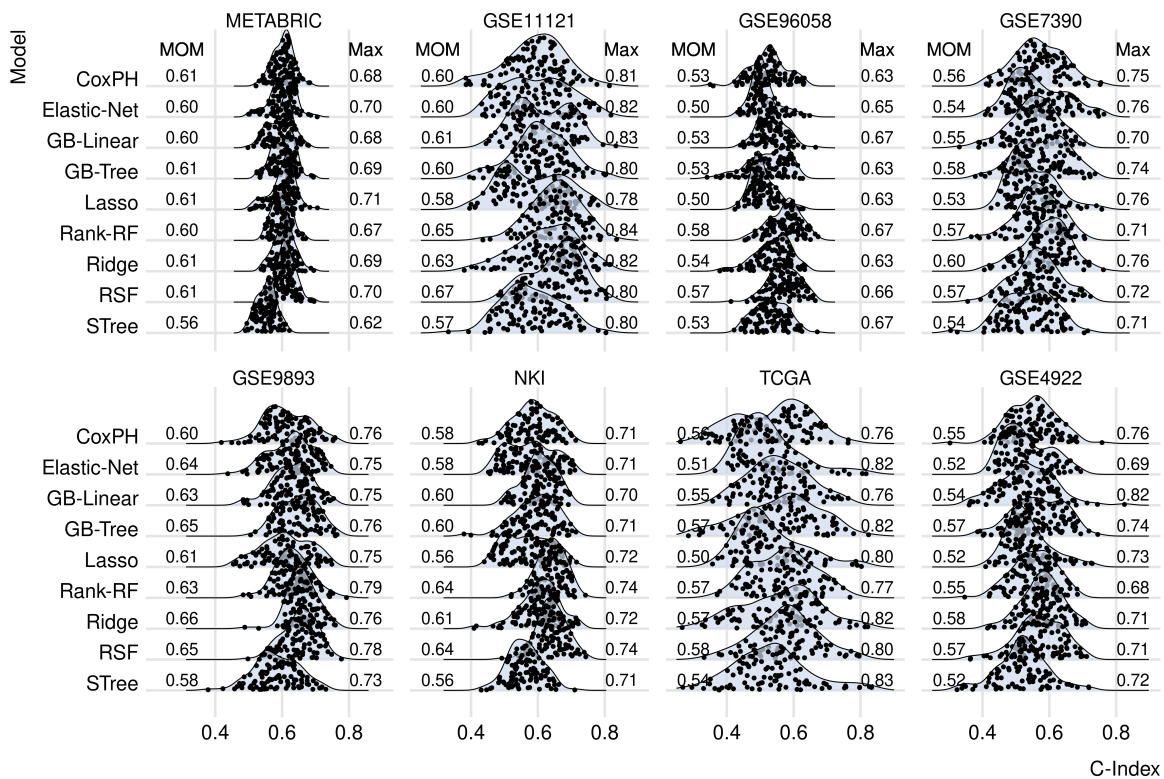 METABRIC GSE11121 GSE96058 GSE7390
Model
MOM Max MOM Max MOM Max MOM Max
CoxPH 0.61 0.68 0.60 0.81 0.53 0.63 0.56 0.75
Elastic-Net 0.60 0.70 0.60 0.82 0.50 0.65 0.54 0.76
GB-Linear 0.60 0.68 0.61 0.83 0.53 0.67 0.55 0.70
GB-Tree 0.61 0.69 0.60 0.80 0.53 0.63 0.58 0.74
Lasso 0.61 0.71 0.58 0.78 0.50 0.63 0.53 0.76
Rank-RF 0.60 0.67 0.65 0.84 0.58 0.67 0.57 0.71
Ridge 0.61 0.69 0.63 0.82 0.54 0.63 0.60 0.76
RSF 0.61 0.70 0.67 0.80 0.57 0.66 0.57 0.72
STree 0.56 0.62 0.57 0.80 0.53 0.67 0.54 0.71
GSE9893 NKI TCGA GSE4922
CoxPH 0.60 0.76 0.58 0.71 0.56 0.76 0.55 0.76
Elastic-Net 0.64 0.75 0.58 0.71 0.51 0.82 0.52 0.69
GB-Linear 0.63 0.75 0.60 0.70 0.55 0.76 0.54 0.82
GB-Tree 0.65 0.76 0.60 0.71 0.57 0.82 0.57 0.74
Lasso 0.61 0.75 0.56 0.72 0.50 0.80 0.52 0.73
Rank-RF 0.63 0.79 0.64 0.74 0.57 0.77 0.55 0.68
Ridge 0.66 0.76 0.61 0.72 0.57 0.82 0.58 0.71
RSF 0.65 0.78 0.64 0.74 0.58 0.80 0.57 0.71
STree 0.58 0.73 0.56 0.71 0.54 0.83 0.52 0.72
0.4 0.6 0.8 0.4 0.6 0.8 0.4 0.6 0.8 0.4 0.6 0.8
C-Index